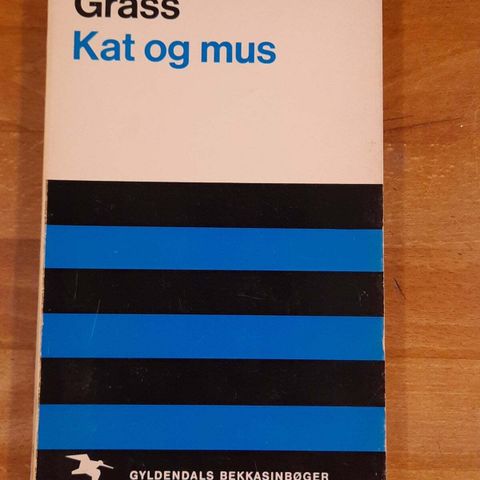 Grass
Kat og mus
GYLDENDALS BEKKASINBØGER